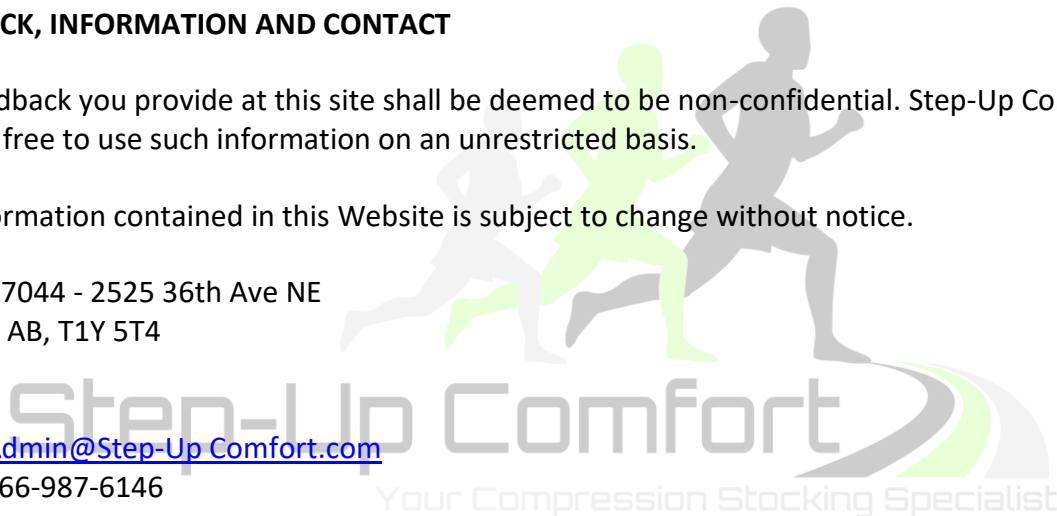 CK, INFORMATION AND CONTACT
dback you provide at this site shall be deemed to be non-confidential. Step-Up Co
free to use such information on an unrestricted basis.
ormation contained in this Website is subject to change without notice.
7044 - 2525 36th Ave NE
AB, T1Y 5T4
Step-Up Comfort
dmin@Step-Up Comfort.com
66-987-6146
Your Compression Stocking Specialist